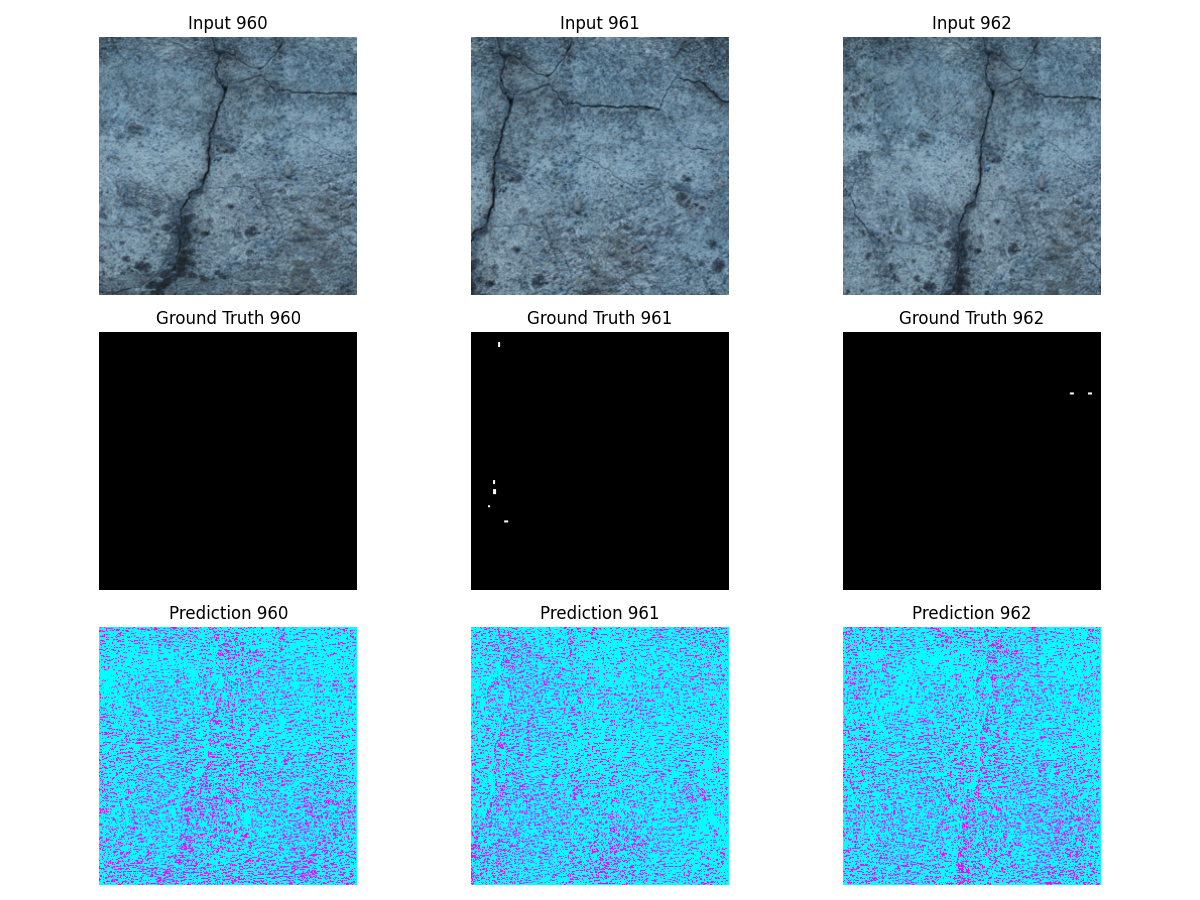 Input 960
Input 961
Input 962
Ground Truth 960
Ground Truth 961
Ground Truth 962
Prediction 960
Prediction 961
Prediction 962